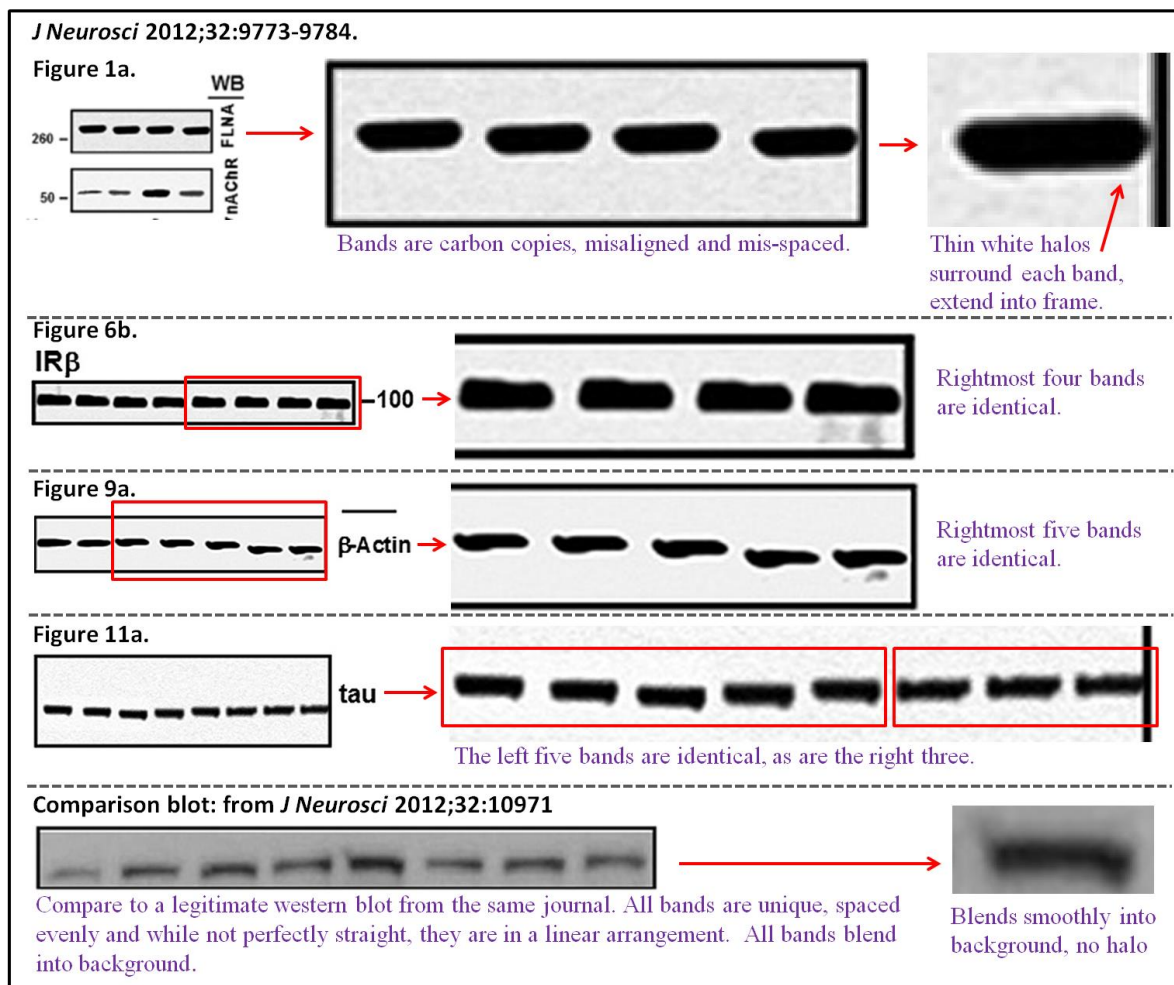 J Neurosci 2012;32:9773-9784.
Figure 1a.
WB
260 –
FLNA
50 –
nAChR
Bands are carbon copies, misaligned and mis-spaced.
Thin white halos
surround each band,
extend into frame.
Figure 6b.
IRβ
–100
Rightmost four bands
are identical.
Figure 9a.
β-Actin
Rightmost five bands
are identical.
Figure 11a.
tau
The left five bands are identical, as are the right three.
Comparison blot: from J Neurosci 2012;32:10971
Compare to a legitimate western blot from the same journal. All bands are unique, spaced
evenly and while not perfectly straight, they are in a linear arrangement.  All bands blend
into background.
Blends smoothly into
background, no halo